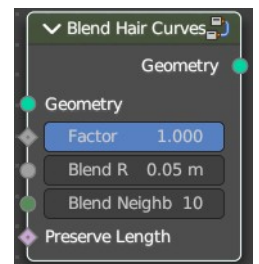 Blend Hair Curves
Geometry
Geometry
Factor 1.000
Blend R 0.05 m
Blend Neighb 10
Preserve Length